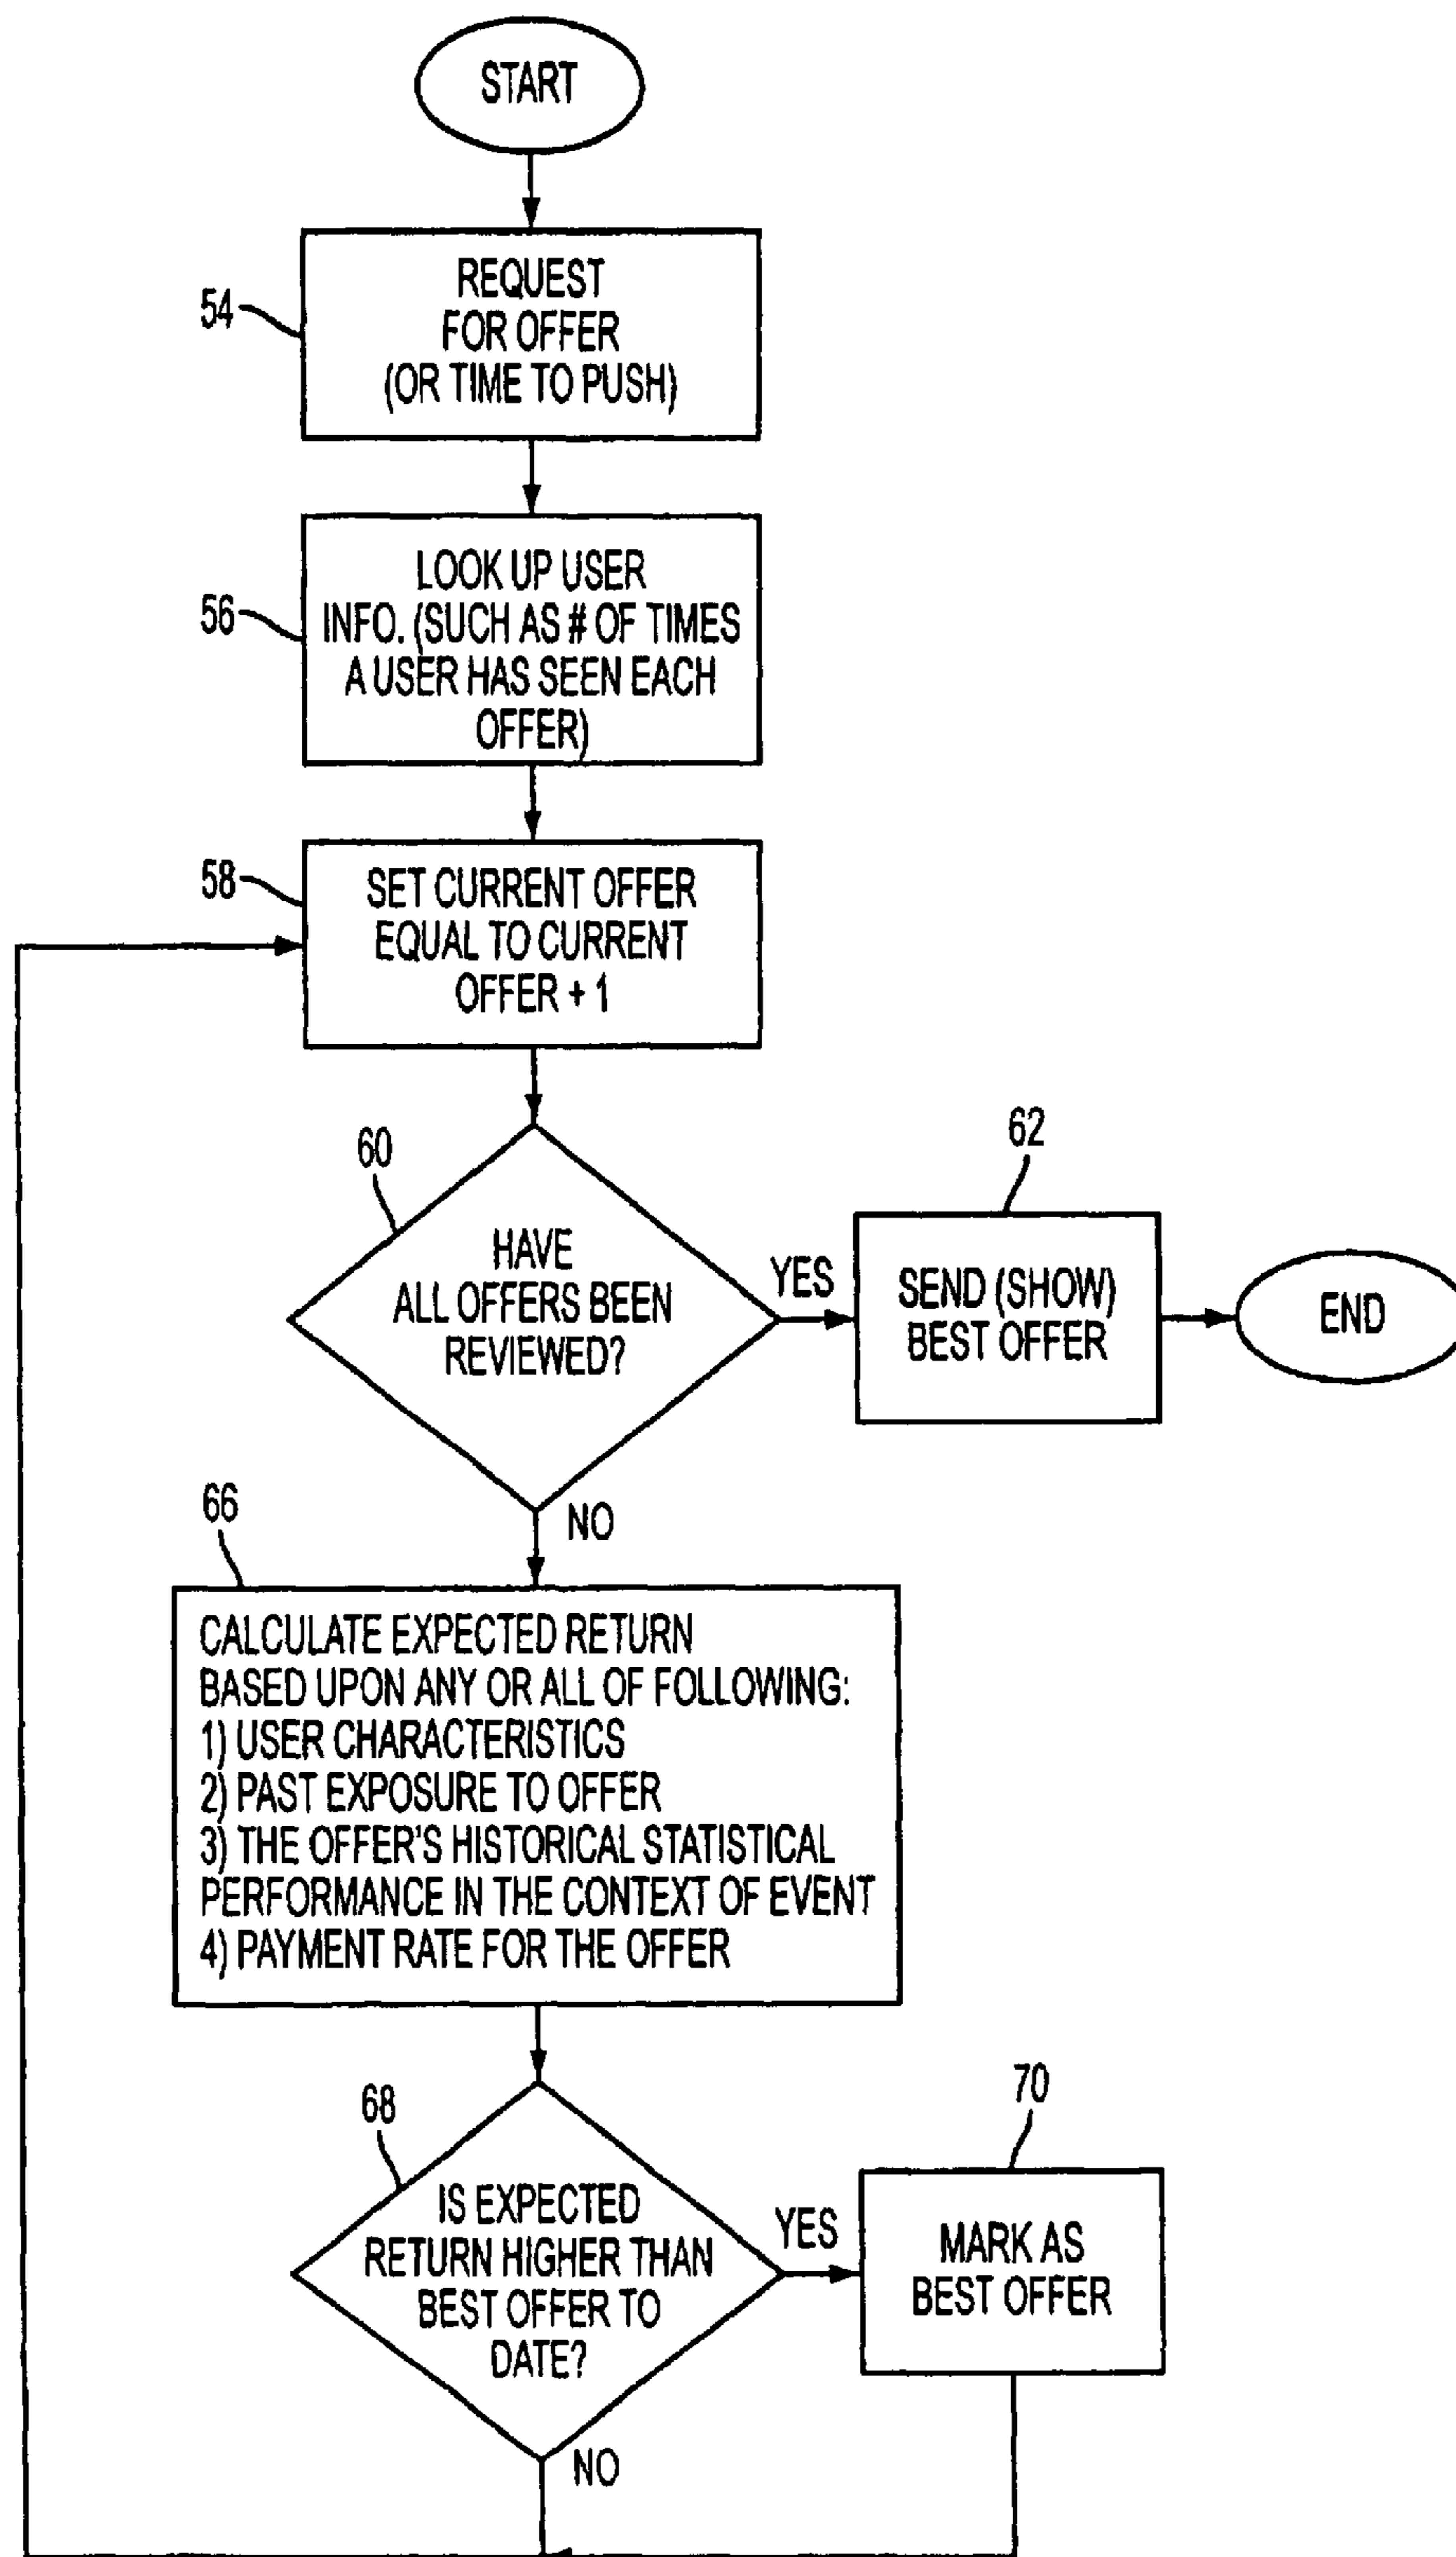 START
54
REQUEST
FOR OFFER
(OR TIME TO PUSH)
56
LOOK UP USER
INFO. (SUCH AS # OF TIMES
A USER HAS SEEN EACH
OFFER)
58
SET CURRENT OFFER
EQUAL TO CURRENT
OFFER + 1
60
HAVE
ALL OFFERS BEEN
REVIEWED?
YES
62
SEND (SHOW)
BEST OFFER
END
NO
66
CALCULATE EXPECTED RETURN
BASED UPON ANY OR ALL OF FOLLOWING:
1) USER CHARACTERISTICS
2) PAST EXPOSURE TO OFFER
3) THE OFFER'S HISTORICAL STATISTICAL
PERFORMANCE IN THE CONTEXT OF EVENT
4) PAYMENT RATE FOR THE OFFER
68
IS EXPECTED
RETURN HIGHER THAN
BEST OFFER TO
DATE?
YES
70
MARK AS
BEST OFFER
NO